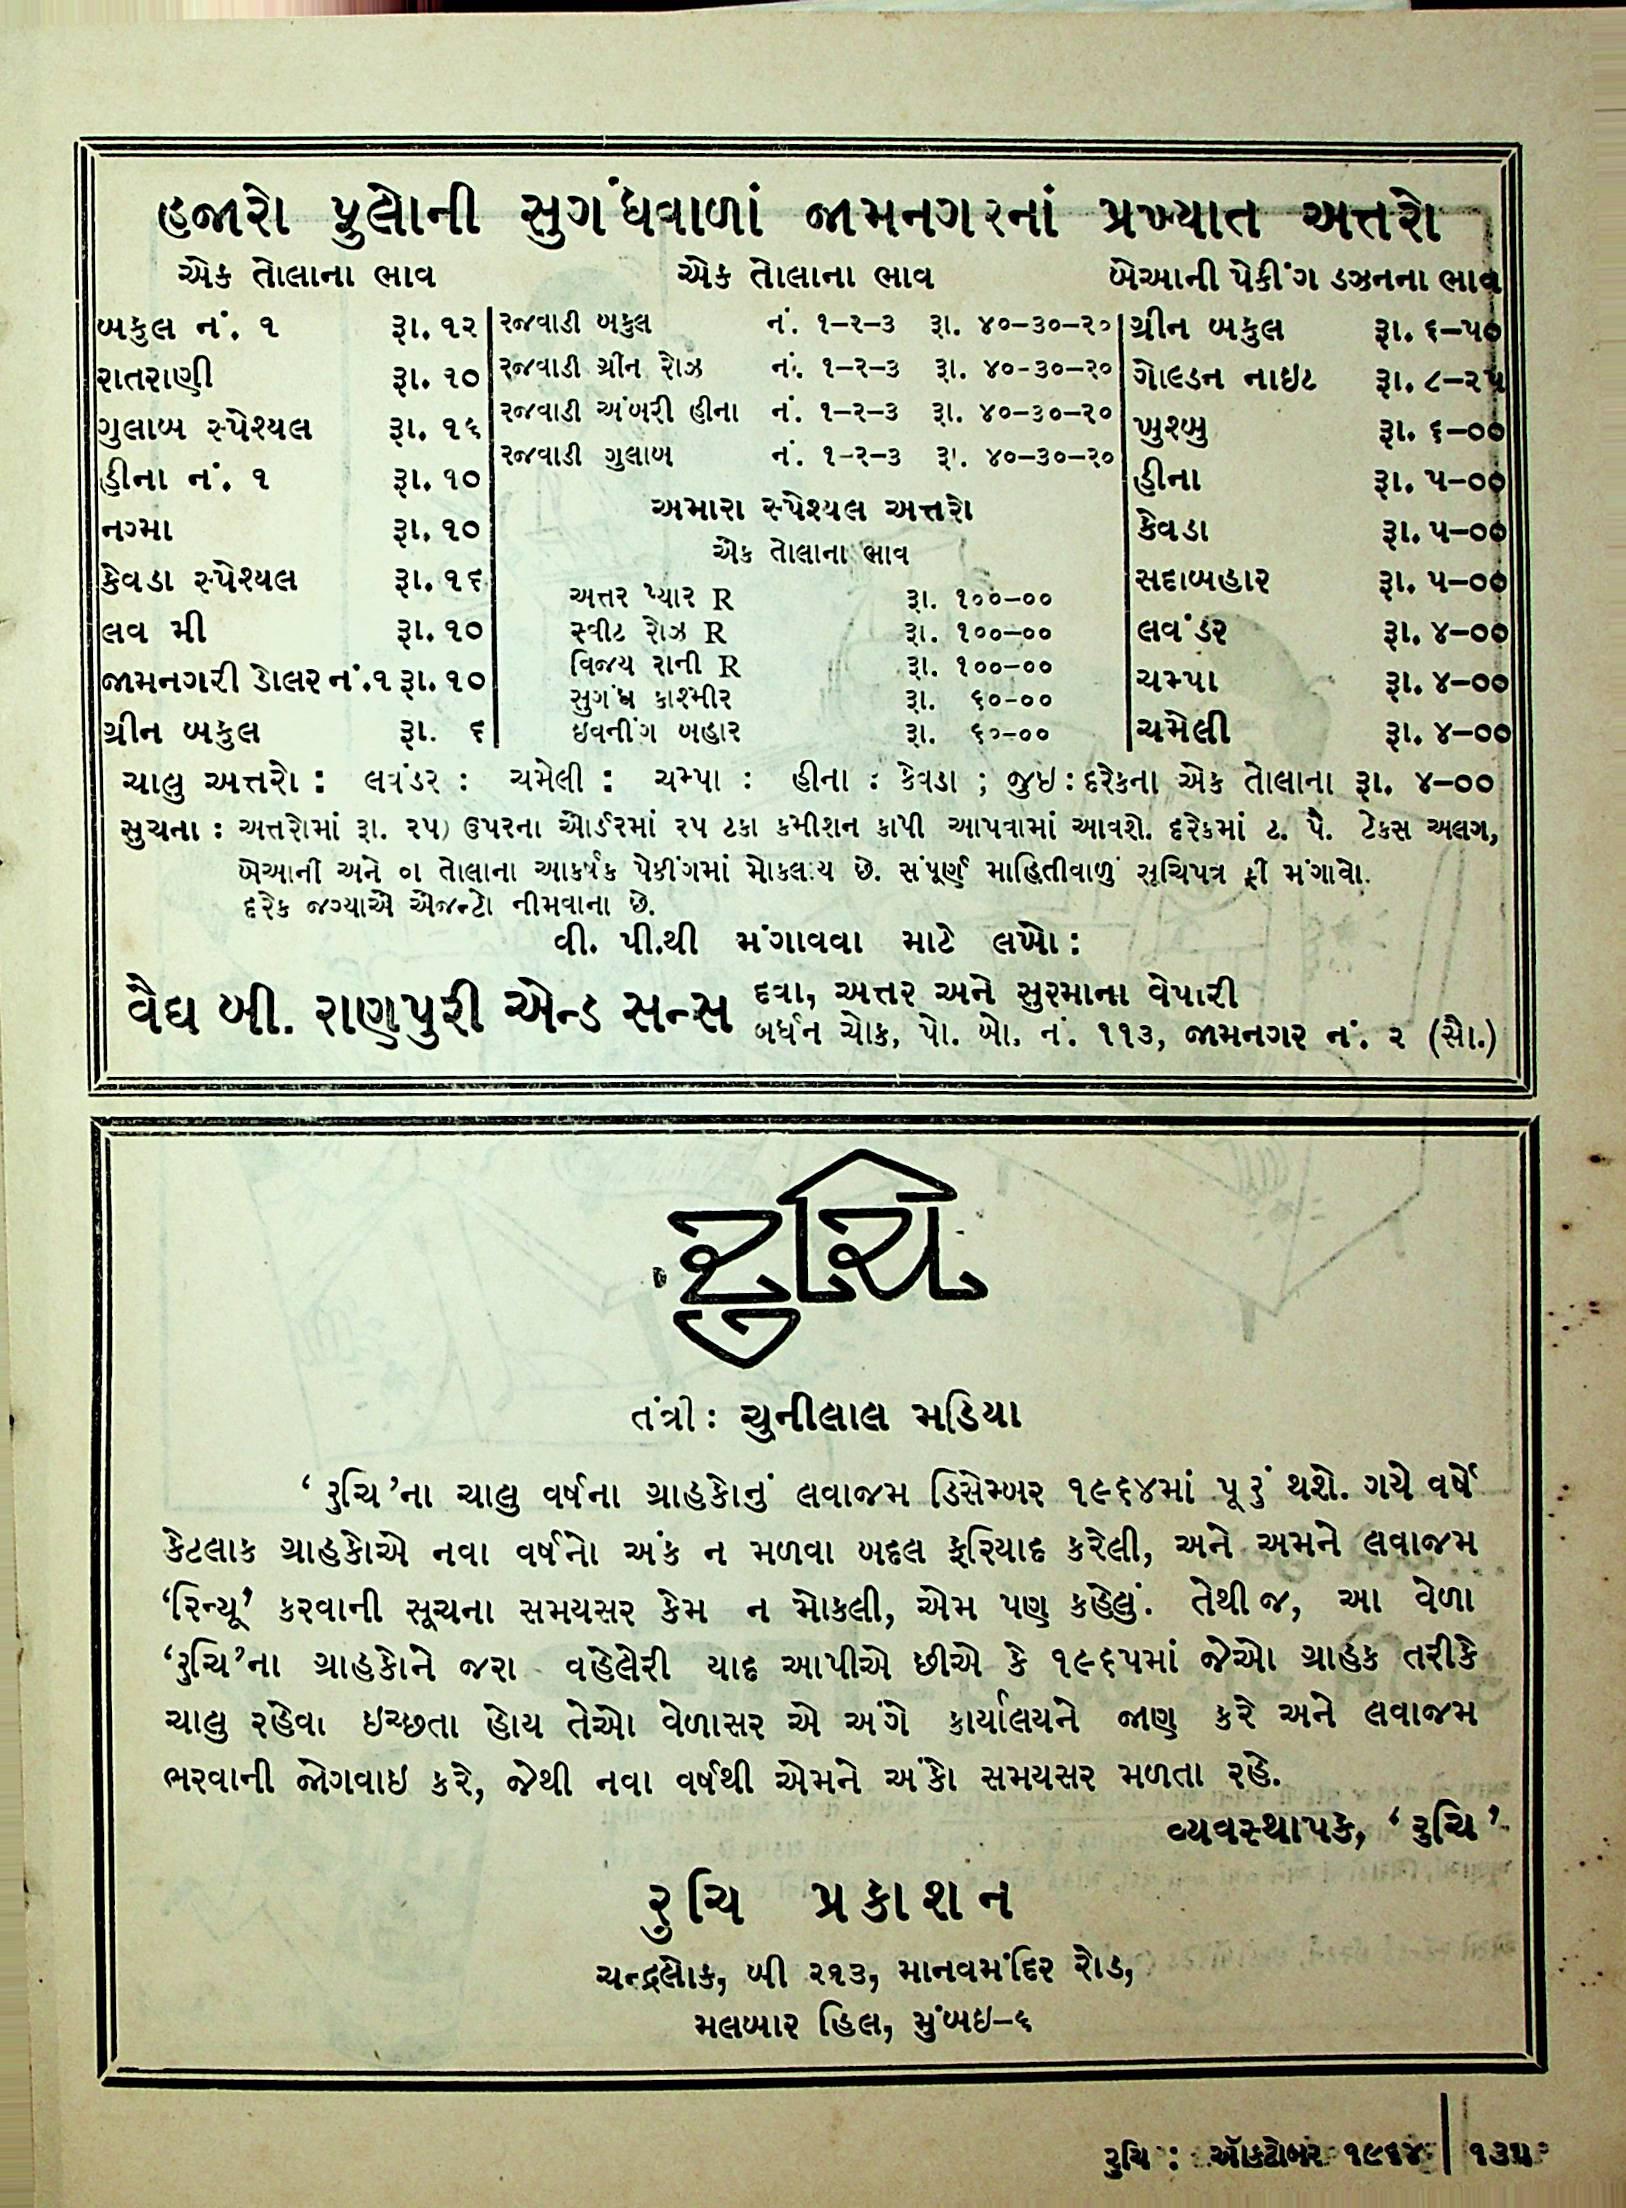 હજારો ફુલોની સુગંધવાળાં જામનગરનાં પ્રખ્યાત અત્તરો
એક તોલાના ભાવ
બકુલ નં. ૧ રૂા. ૧૨
રાતરાણી રૂા. ૧૦
ગુલાબ સ્પેશ્યલ રૂા. ૧૬
હીના નં. ૧ રૂા. ૧૦
નગ્મા રૂા. ૧૦
કેવડા સ્પેશ્યલ રૂા. ૧૬
લવ મી રૂા. ૧૦
જામનગરી ડોલર નં.૧ રૂા. ૧૦
ગ્રીન બકુલ રૂા. ૬
એક તોલાના ભાવ
રજવાડી બકુલ નં. ૧-૨-૩ રૂા. ૪૦-૩૦-૨૦
રજવાડી ગ્રીન રોઝ નં. ૧-૨-૩ રૂા. ૪૦-૩૦-૨૦
રજવાડી અંબરી હીના નં. ૧-૨-૩ રૂા. ૪૦-૩૦-૨૦
રજવાડી ગુલાબ નં. ૧-૨-૩ રૂા. ૪૦-૩૦-૨૦
અમારા સ્પેશ્યલ અત્તરો
એક તોલાના ભાવ
અત્તર પ્યાર R રૂા. ૧૦૦-૦૦
સ્વીટ રોઝ R રૂા. ૧૦૦-૦૦
વિજય રાની R રૂા. ૧૦૦-૦૦
સુગંધ કાશ્મીર રૂા. ૬૦-૦૦
ઇવનીંગ બહાર રૂા. ૬૦-૦૦
બેઆની પેકીંગ ડઝનના ભાવ
ગ્રીન બકુલ રૂા. ૬-૫૦
ગોલ્ડન નાઇટ રૂા. ૮-૨૫
ખુશ્બુ રૂા. ૬-૦૦
હીના રૂા. ૫-૦૦
કેવડા રૂા. ૫-૦૦
સદાબહાર રૂા. ૫-૦૦
લવંડર રૂા. ૪-૦૦
ચમ્પા રૂા. ૪-૦૦
ચમેલી રૂા. ૪-૦૦
ચાલુ અત્તરો : લવંડર : ચમેલી : ચમ્પા : હીના : કેવડા ; જુઇ : દરેકના એક તોલાના રૂા. ૪-૦૦
સુચના : અત્તરોમાં રૂા. ૨૫) ઉપરના ઓર્ડરમાં ૨૫ ટકા કમીશન કાપી આપવામાં આવશે. દરેકમાં ટ. પૈ. ટેકસ અલગ,
બેઆની અને ૦ા તોલાના આકર્ષક પેકીંગમાં મોકલાય છે. સંપૂર્ણ માહિતીવાળું સૂચિપત્ર ફ્રી મંગાવો.
દરેક જગ્યાએ એજન્ટો નીમવાના છે.
વી. પી.થી મંગાવવા માટે લખો :
વૈદ્ય બી. રાણપુરી એન્ડ સન્સ
દવા, અત્તર અને સુરમાના વેપારી
બર્ધન ચોક, પો. બો. નં. ૧૧૩, જામનગર નં. ૨ (સૌ.)
રુચિ
તંત્રી : ચુનીલાલ મડિયા
‘રુચિ’ના ચાલુ વર્ષના ગ્રાહકોનું લવાજમ ડિસેમ્બર ૧૯૬૪માં પૂરું થશે. ગયે વર્ષે
કેટલાક ગ્રાહકોએ નવા વર્ષનો અંક ન મળવા બદલ ફરિયાદ કરેલી, અને અમને લવાજમ
‘રિન્યૂ’ કરવાની સૂચના સમયસર કેમ ન મોકલી, એમ પણ કહેલું. તેથી જ, આ વેળા
‘રુચિ’ના ગ્રાહકોને જરા વહેલેરી યાદ આપીએ છીએ કે ૧૯૬૫માં જેઓ ગ્રાહક તરીકે
ચાલુ રહેવા ઇચ્છતા હોય તેઓ વેળાસર એ અંગે કાર્યાલયને જાણ કરે અને લવાજમ
ભરવાની જોગવાઇ કરે, જેથી નવા વર્ષથી એમને અંકો સમયસર મળતા રહે.
વ્યવસ્થાપક, ‘રુચિ’
રુચિ પ્રકાશન
ચન્દ્રલોક, બી ૨૧૩, માનવમંદિર રોડ,
મલબાર હિલ, મુંબઇ-૬
રુચિ : ઑક્ટોબર ૧૯૬૪ | ૧૩૫